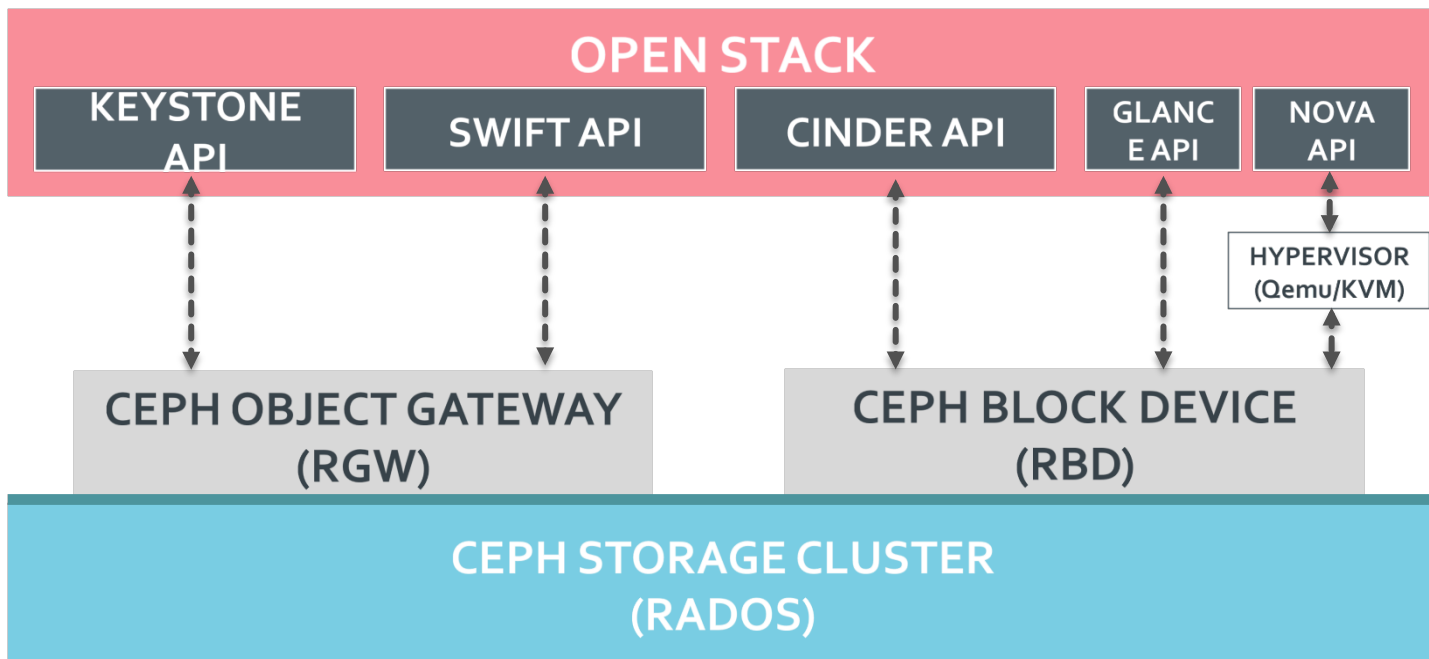 OPEN STACK
KEYSTONE
API
SWIFT API
CINDER API
GLANC
E API
NOVA
API
HYPERVISOR
(Qemu/KVM)
CEPH OBJECT GATEWAY
(RGW)
CEPH BLOCK DEVICE
(RBD)
CEPH STORAGE CLUSTER
(RADOS)